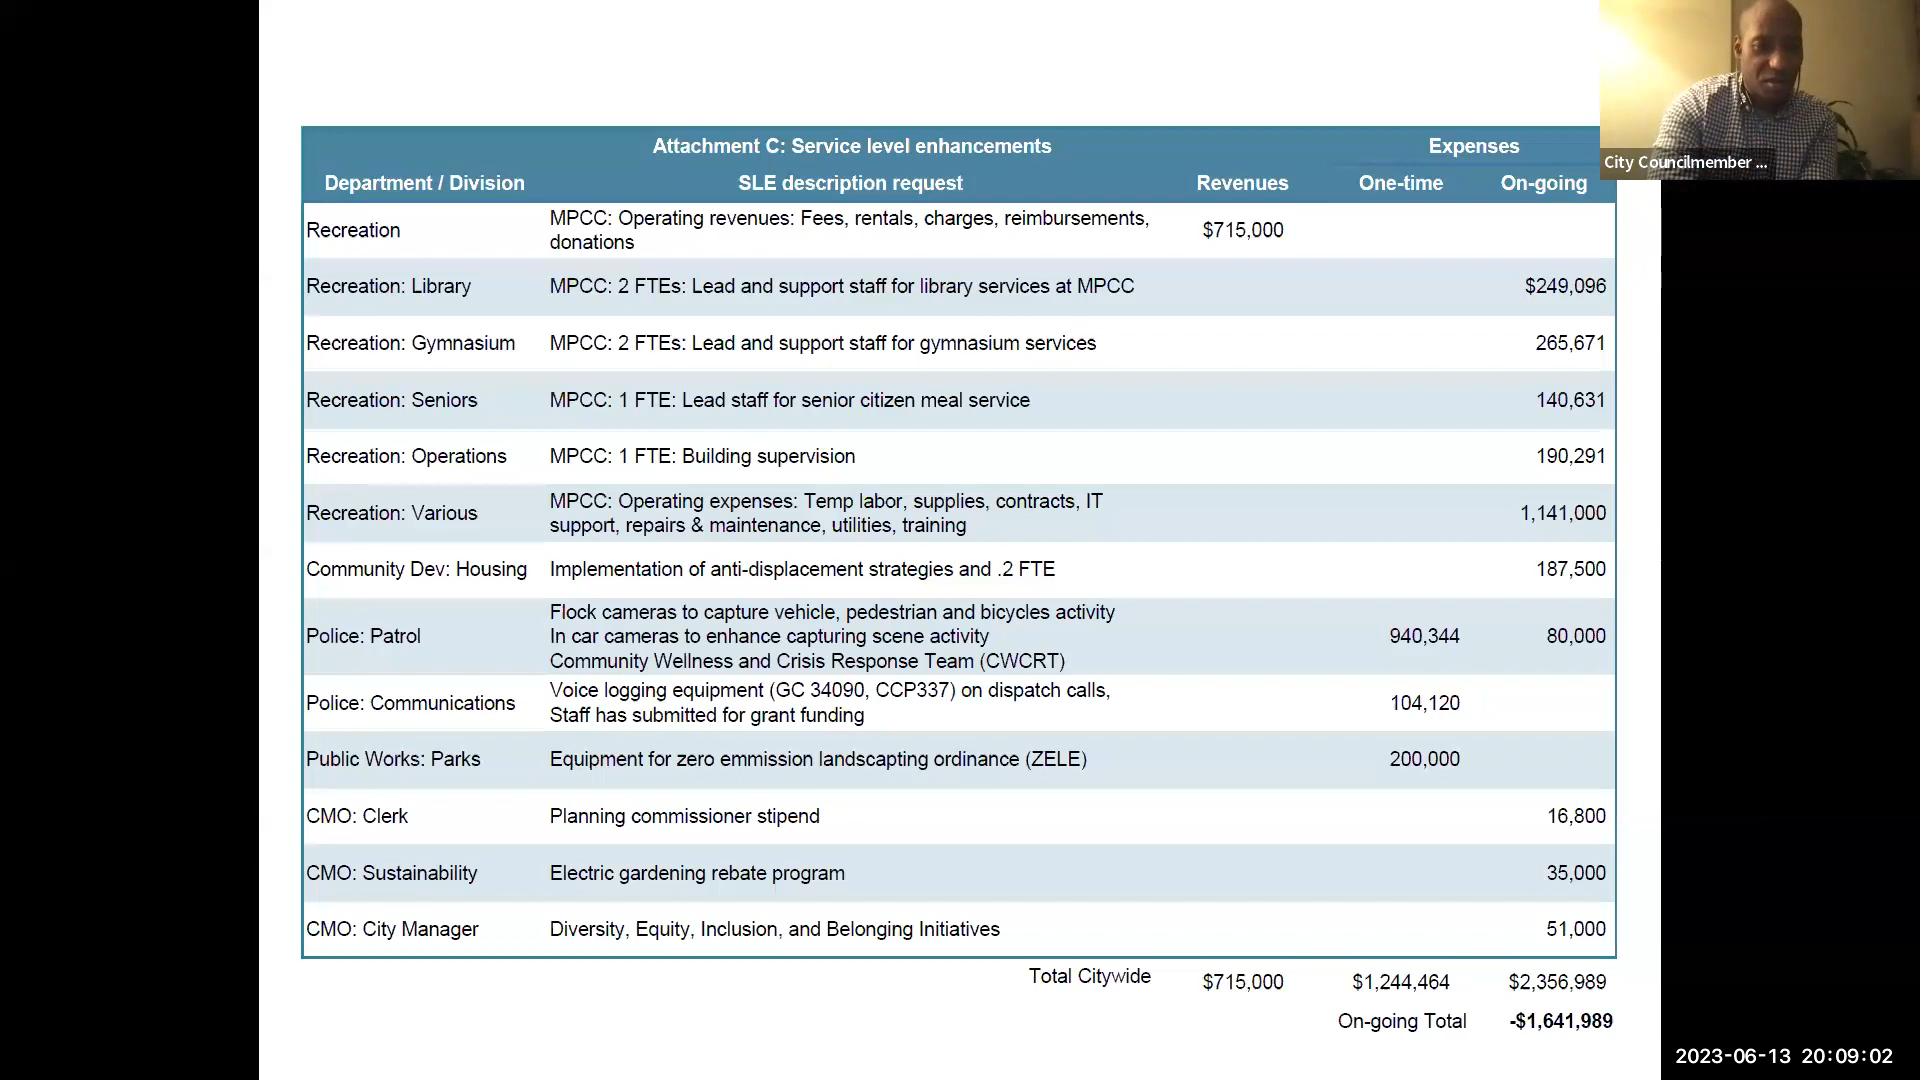 City Councilmember ...
Attachment C: Service level enhancements Expenses
Department / Division SLE description request Revenues One-time On-going
Recreation MPCC: Operating revenues: Fees, rentals, charges, reimbursements, donations $715,000
Recreation: Library MPCC: 2 FTEs: Lead and support staff for library services at MPCC $249,096
Recreation: Gymnasium MPCC: 2 FTEs: Lead and support staff for gymnasium services 265,671
Recreation: Seniors MPCC: 1 FTE: Lead staff for senior citizen meal service 140,631
Recreation: Operations MPCC: 1 FTE: Building supervision 190,291
Recreation: Various MPCC: Operating expenses: Temp labor, supplies, contracts, IT
support, repairs & maintenance, utilities, training 1,141,000
Community Dev: Housing Implementation of anti-displacement strategies and .2 FTE 187,500
Flock cameras to capture vehicle, pedestrian and bicycles activity
Police: Patrol In car cameras to enhance capturing scene activity 940,344 80,000
Community Wellness and Crisis Response Team (CWCRT)
Police: Communications Voice logging equipment (GC 34090, CCP337) on dispatch calls,
Staff has submitted for grant funding 104,120
Public Works: Parks Equipment for zero emmission landscapting ordinance (ZELE) 200,000
CMO: Clerk Planning commissioner stipend 16,800
CMO: Sustainability Electric gardening rebate program 35,000
CMO: City Manager Diversity, Equity, Inclusion, and Belonging Initiatives 51,000
Total Citywide $715,000 $1,244,464 $2,356,989
On-going Total -$1,641,989
2023-06-13 20:09:02